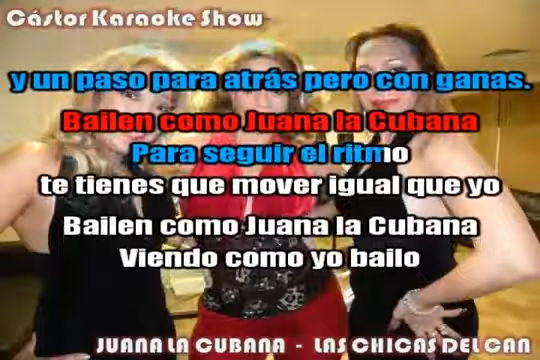 Cástor Karaoke Show
y un paso para atrás pero con ganas.
Bailen como Juana la Cubana
Para seguir el ritmo
te tienes que mover igual que yo
Bailen como Juana la Cubana
Viendo como yo bailo
JUANA LA CUBANA - LAS CHICAS DEL CAN